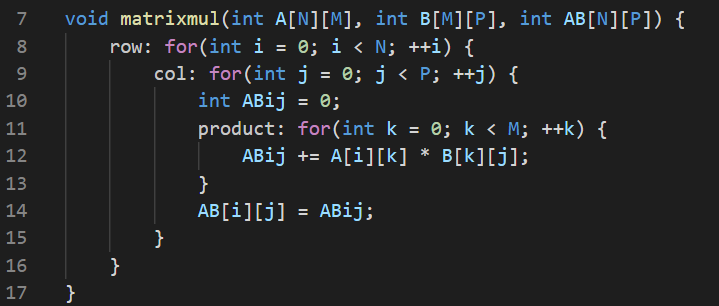 7 void matrixmul(int A[N][M], int B[M][P], int AB[N][P]) {
8     row: for(int i = 0; i < N; ++i) {
9         col: for(int j = 0; j < P; ++j) {
10             int ABij = 0;
11             product: for(int k = 0; k < M; ++k) {
12                 ABij += A[i][k] * B[k][j];
13             }
14             AB[i][j] = ABij;
15         }
16     }
17 }